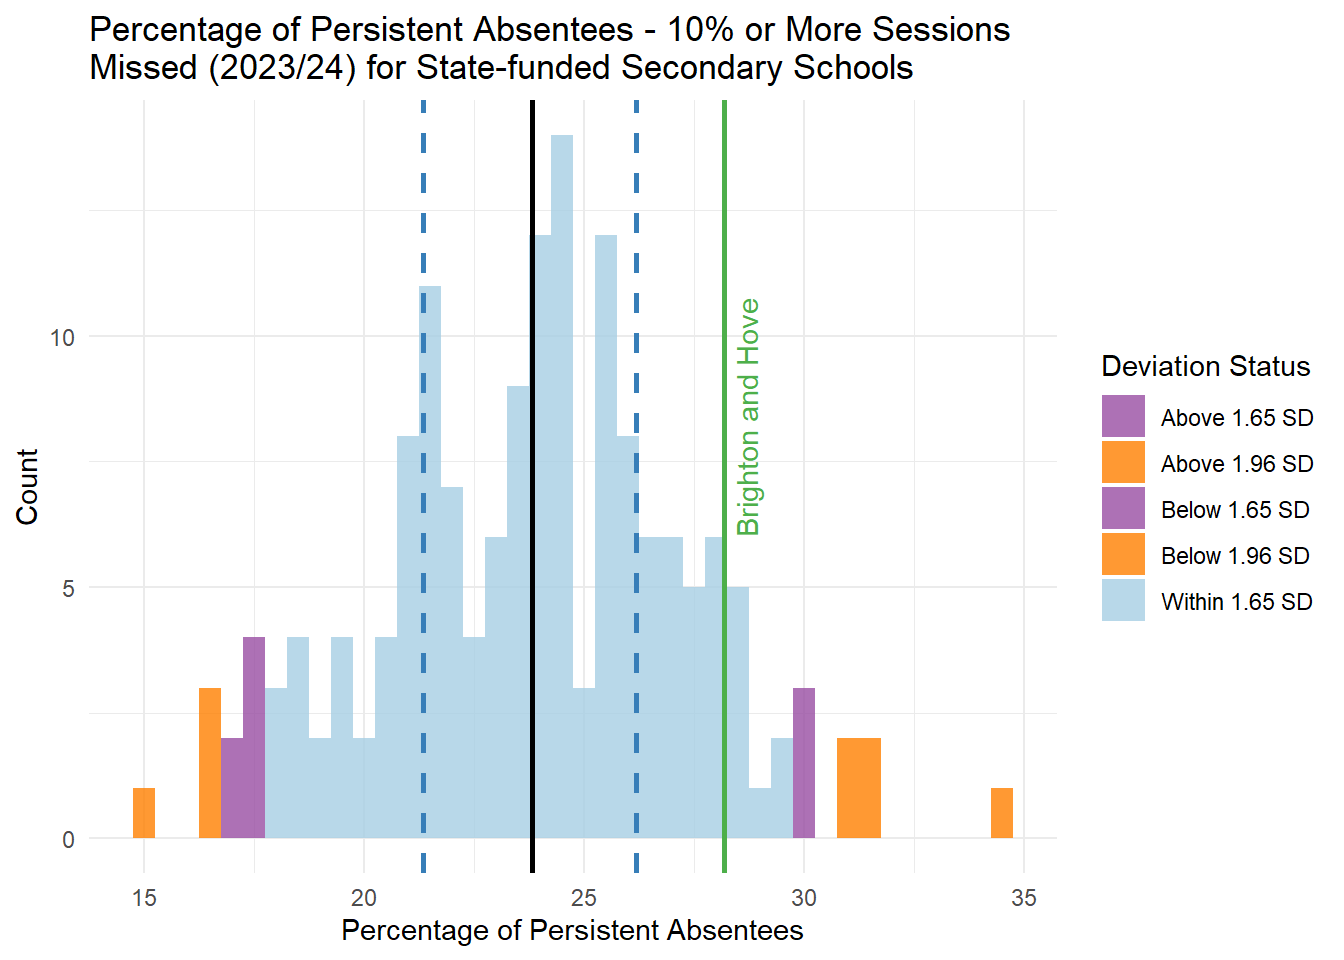 Percentage of Persistent Absentees - 10% or More Sessions
Missed (2023/24) for State-funded Secondary Schools
Count
10
5
0
Brighton and Hove
15
20
25
30
35
Percentage of Persistent Absentees
Deviation Status
Above 1.65 SD
Above 1.96 SD
Below 1.65 SD
Below 1.96 SD
Within 1.65 SD